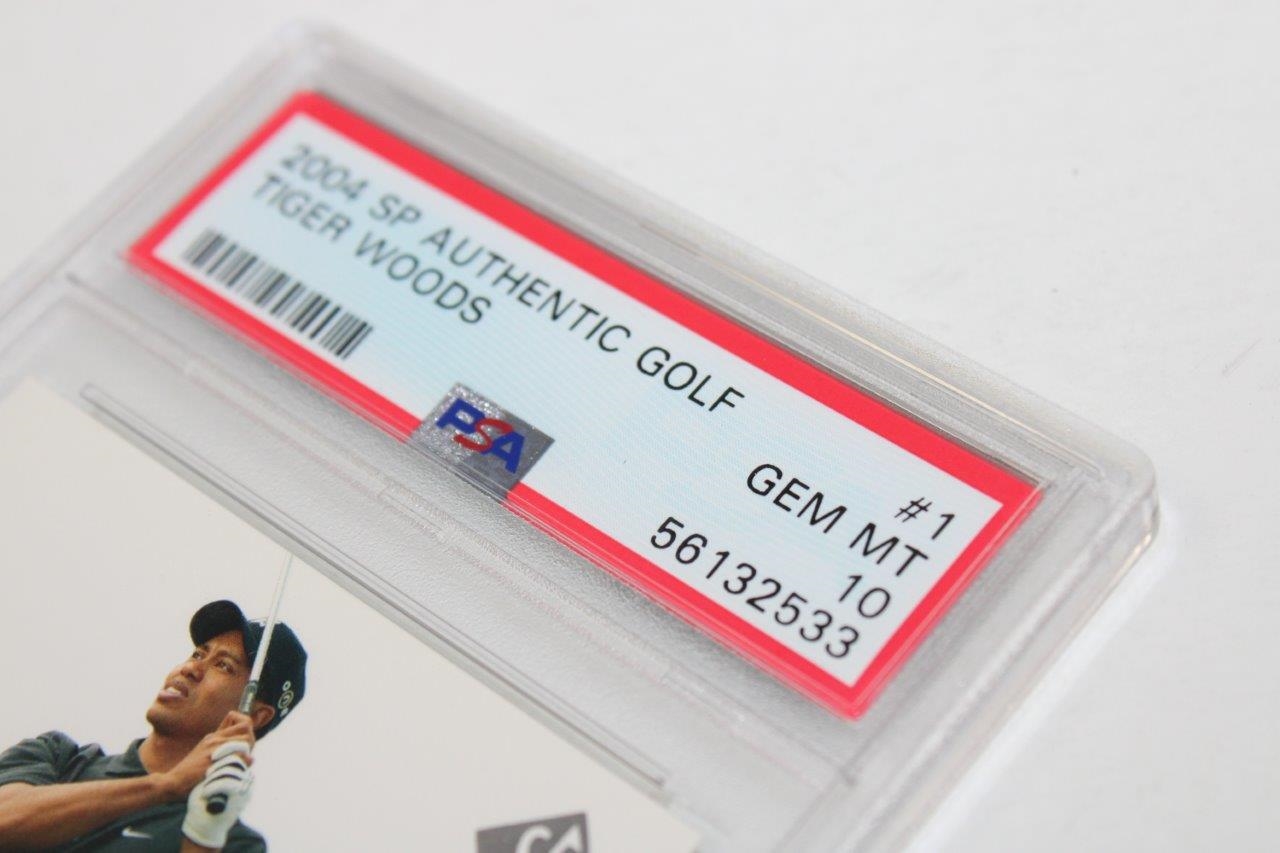 2004 SP AUTHENTIC GOLF
TIGER WOODS
#1
GEM MT
10
56132533
PSA